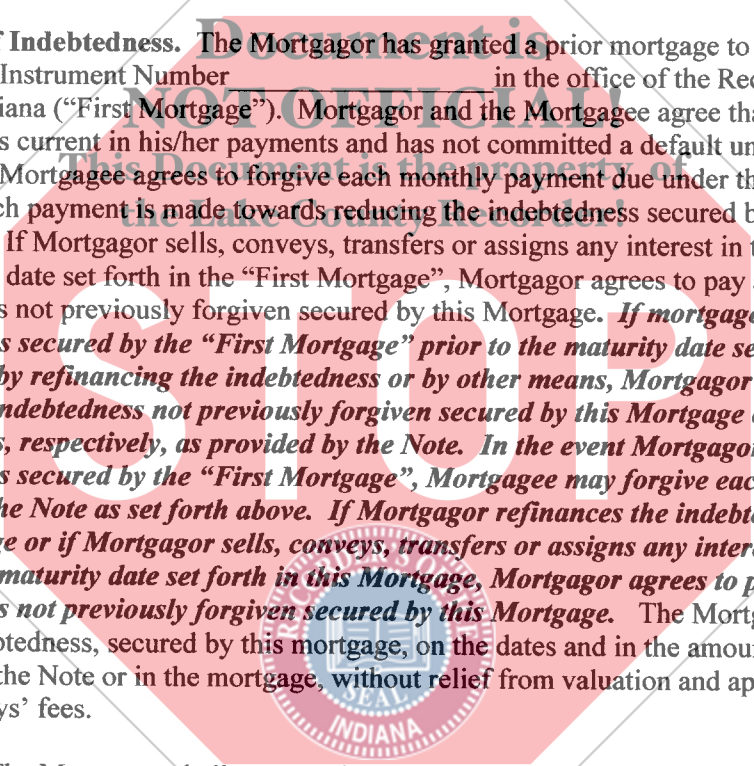 f Indebtedness. The Mortgagor has granted a prior mortgage to
Instrument Number____________________ in the office of the Rec
iana (“First Mortgage”). Mortgagor and the Mortgagee agree tha
s current in his/her payments and has not committed a default un
Mortgagee agrees to forgive each monthly payment due under th
ch payment is made towards reducing the indebtedness secured b
If Mortgagor sells, conveys, transfers or assigns any interest in t
date set forth in the “First Mortgage”, Mortgagor agrees to pay
s not previously forgiven secured by this Mortgage. If mortgage
s secured by the “First Mortgage” prior to the maturity date se
by refinancing the indebtedness or by other means, Mortgagor
ndebtedness not previously forgiven secured by this Mortgage
s, respectively, as provided by the Note. In the event Mortgagor
s secured by the “First Mortgage”, Mortgagee may forgive eac
he Note as set forth above. If Mortgagor refinances the indebte
ge or if Mortgagor sells, conveys, transfers or assigns any inter
maturity date set forth in this Mortgage, Mortgagor agrees to p
s not previously forgiven secured by this Mortgage. The Mortg
btedness, secured by this mortgage, on the dates and in the amoun
the Note or in the mortgage, without relief from valuation and ap
ys’ fees.
Document is
NOT OFFICIAL!
This Document is the property of
the Lake County Recorder!
STOP
SEAL
INDIANA